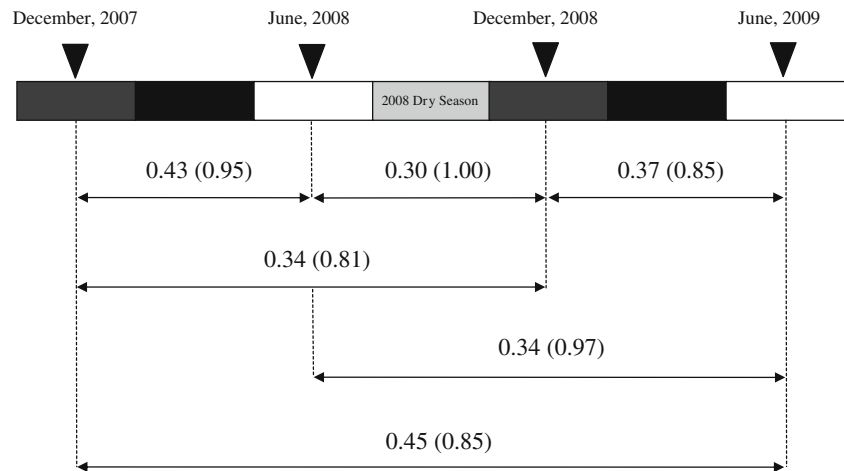 December, 2007 June, 2008 December, 2008 June, 2009
2008 Dry Season
0.43 (0.95) 0.30 (1.00) 0.37 (0.85)
0.34 (0.81)
0.34 (0.97)
0.45 (0.85)